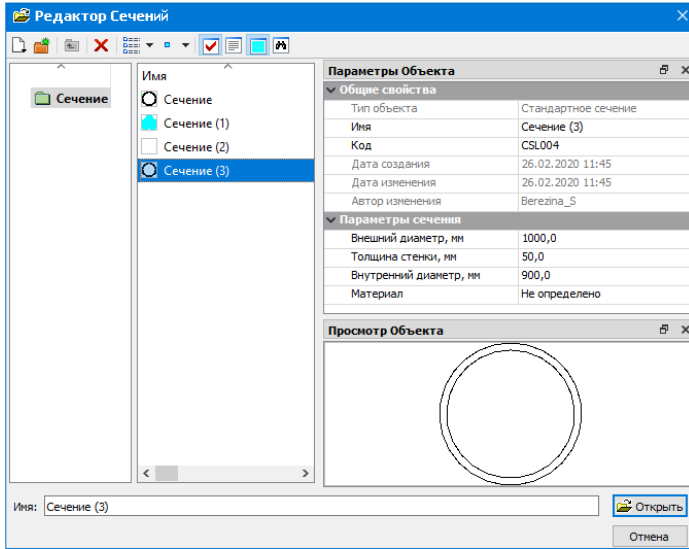 Редактор Сечений
Сечение
Имя
Сечение
Сечение (1)
Сечение (2)
Сечение (3)
Параметры Объекта
Общие свойства
Тип объекта Стандартное сечение
Имя Сечение (3)
Код CSL004
Дата создания 26.02.2020 11:45
Дата изменения 26.02.2020 11:45
Автор изменения Berezina_S
Параметры сечения
Внешний диаметр, мм 1000,0
Толщина стенки, мм 50,0
Внутренний диаметр, мм 900,0
Материал Не определено
Просмотр Объекта
Имя: Сечение (3)
Открыть
Отмена